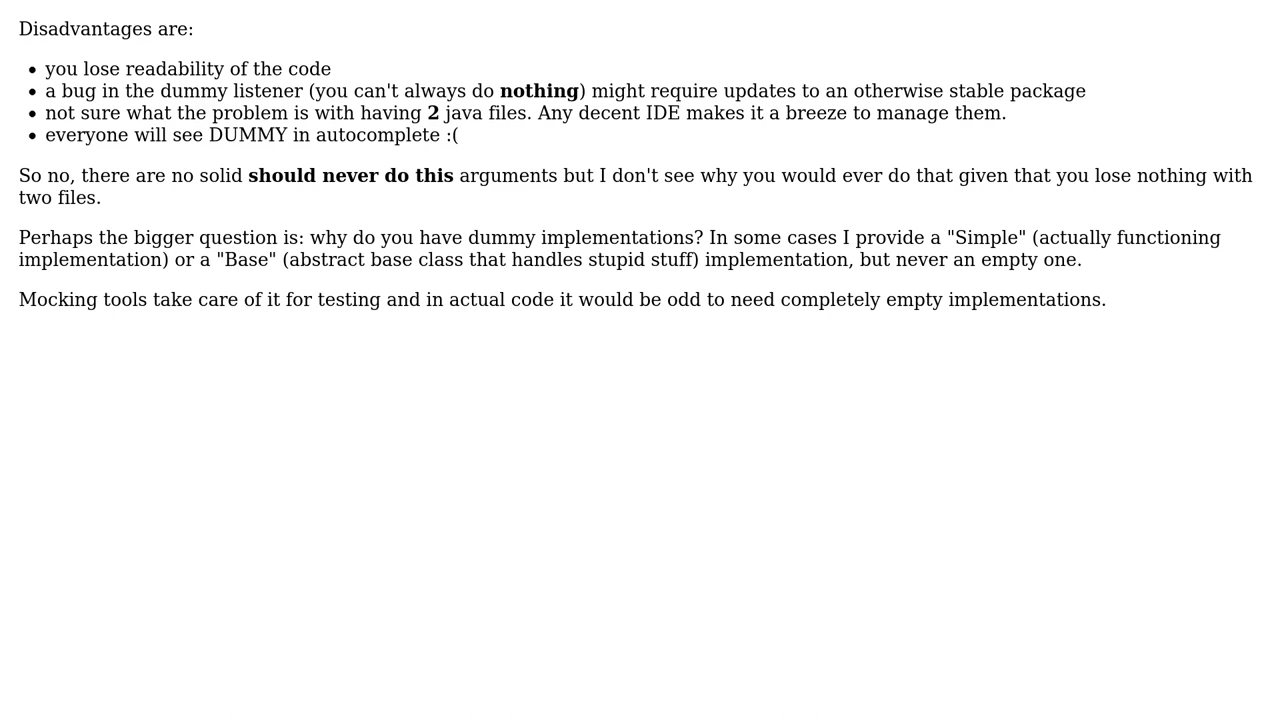 Disadvantages are:
you lose readability of the code
a bug in the dummy listener (you can't always do nothing) might require updates to an otherwise stable package
not sure what the problem is with having 2 java files. Any decent IDE makes it a breeze to manage them.
everyone will see DUMMY in autocomplete :(
So no, there are no solid should never do this arguments but I don't see why you would ever do that given that you lose nothing with
two files.
Perhaps the bigger question is: why do you have dummy implementations? In some cases I provide a "Simple" (actually functioning
implementation) or a "Base" (abstract base class that handles stupid stuff) implementation, but never an empty one.
Mocking tools take care of it for testing and in actual code it would be odd to need completely empty implementations.